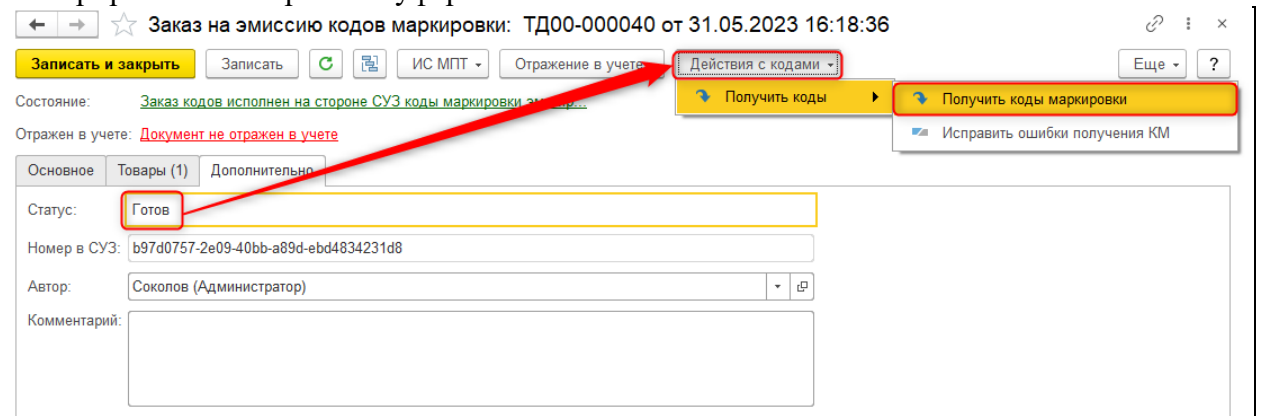 Заказ на эмиссию кодов маркировки: ТД00-000040 от 31.05.2023 16:18:36
Записать и закрыть Записать ИС МПТ Отражение в учете Действия с кодами Еще ?
Состояние: Заказ кодов исполнен на стороне СУЗ коды маркировки
Получить коды Получить коды маркировки
Отражен в учете: Документ не отражен в учете
Исправить ошибки получения КМ
Основное Товары (1) Дополнительно
Статус: Готов
Номер в СУЗ: b97d0757-2e09-40bb-a89d-ebd4834231d8
Автор: Соколов (Администратор)
Комментарий: